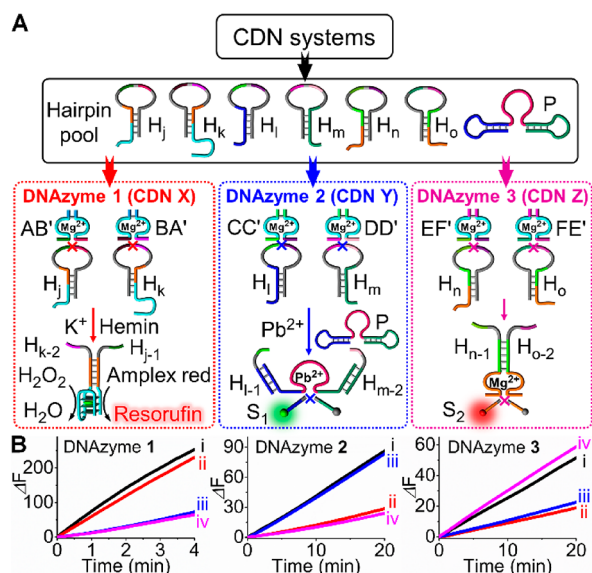 A
CDN systems
Hairpin pool
Hj Hk Hl Hm Hn Ho P
DNAzyme 1 (CDN X)
AB' Mg2+ Mg2+ BA'
Hj Hk
K+ Hemin
Hk-2 Hj-1
H2O2 Amplex red
H2O Resorufin
DNAzyme 2 (CDN Y)
CC' Mg2+ Mg2+ DD'
Hl Hm
Pb2+ P
Hl-1 Pb2+ Hm-2
S1
DNAzyme 3 (CDN Z)
EF' Mg2+ Mg2+ FE'
Hn Ho
Hn-1 Ho-2
Mg2+
S2
B
DNAzyme 1
ΔF
200
100
0
0 1 2 3 4
Time (min)
i
ii
iii
iv
DNAzyme 2
ΔF
90
60
30
0
0 10 20
Time (min)
i
iii
ii
iv
DNAzyme 3
ΔF
60
40
20
0
0 10 20
Time (min)
iv
i
iii
ii